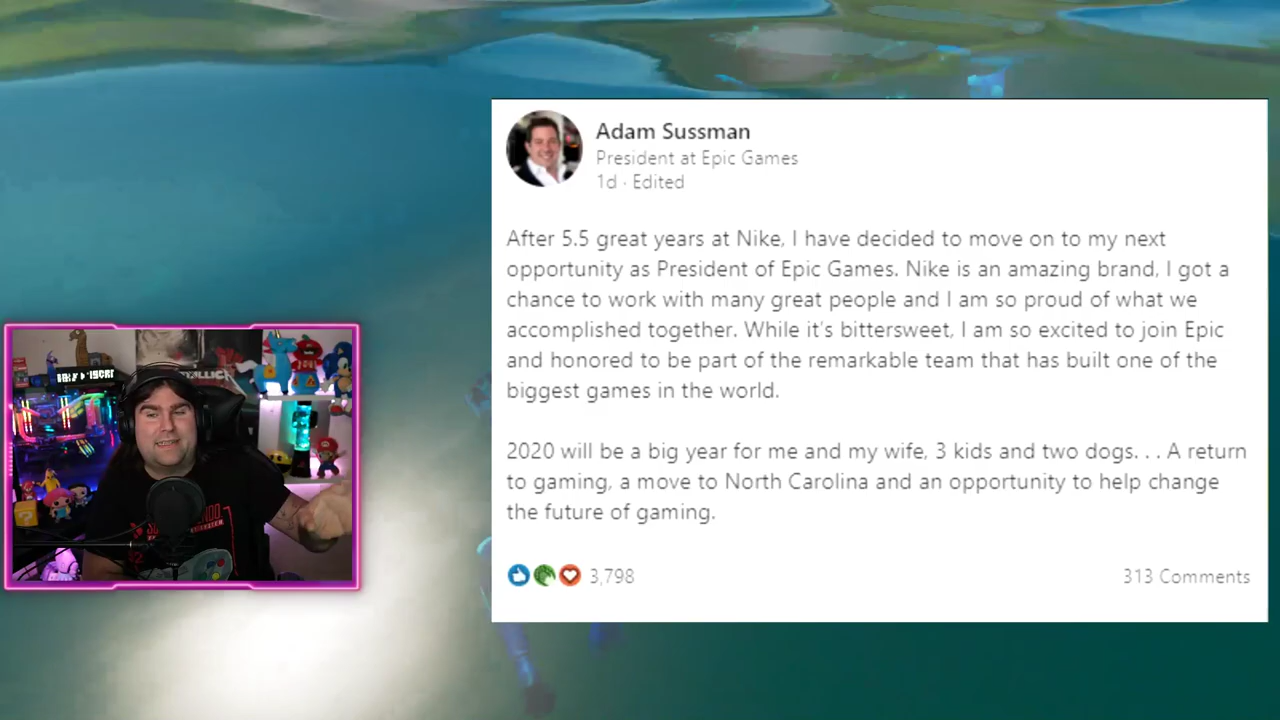 Adam Sussman
President at Epic Games
1d · Edited
After 5.5 great years at Nike, I have decided to move on to my next
opportunity as President of Epic Games. Nike is an amazing brand, I got a
chance to work with many great people and I am so proud of what we
accomplished together. While it's bittersweet, I am so excited to join Epic
and honored to be part of the remarkable team that has built one of the
biggest games in the world.
2020 will be a big year for me and my wife, 3 kids and two dogs. . . A return
to gaming, a move to North Carolina and an opportunity to help change
the future of gaming.
3,798
313 Comments